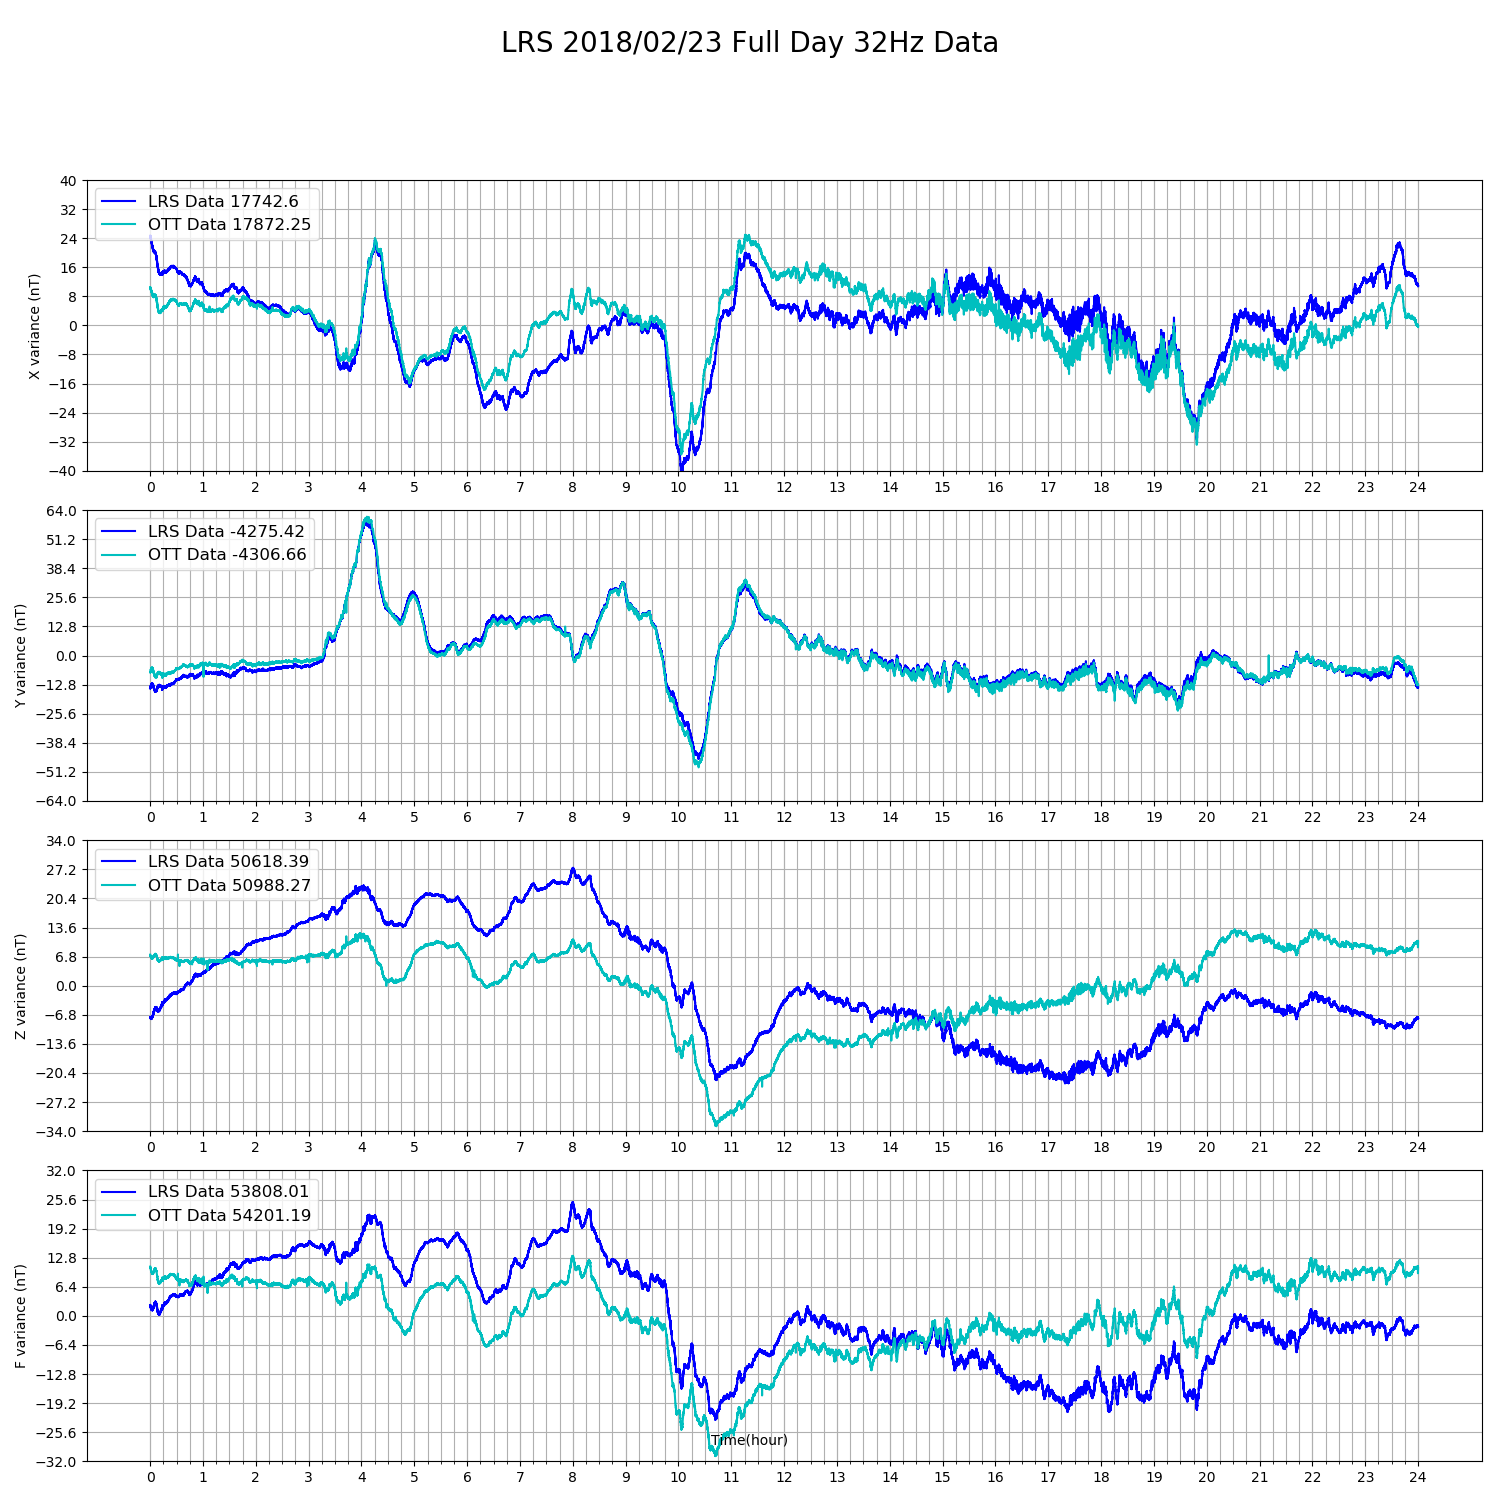 LRS 2018/02/23 Full Day 32Hz Data
X variance (nT)
40
32
24
16
8
0
−8
−16
−24
−32
−40
LRS Data 17742.6
OTT Data 17872.25
0 1 2 3 4 5 6 7 8 9 10 11 12 13 14 15 16 17 18 19 20 21 22 23 24
Y variance (nT)
64.0
51.2
38.4
25.6
12.8
0.0
−12.8
−25.6
−38.4
−51.2
−64.0
LRS Data -4275.42
OTT Data -4306.66
0 1 2 3 4 5 6 7 8 9 10 11 12 13 14 15 16 17 18 19 20 21 22 23 24
Z variance (nT)
34.0
27.2
20.4
13.6
6.8
0.0
−6.8
−13.6
−20.4
−27.2
−34.0
LRS Data 50618.39
OTT Data 50988.27
0 1 2 3 4 5 6 7 8 9 10 11 12 13 14 15 16 17 18 19 20 21 22 23 24
F variance (nT)
32.0
25.6
19.2
12.8
6.4
0.0
−6.4
−12.8
−19.2
−25.6
−32.0
LRS Data 53808.01
OTT Data 54201.19
Time(hour)
0 1 2 3 4 5 6 7 8 9 10 11 12 13 14 15 16 17 18 19 20 21 22 23 24